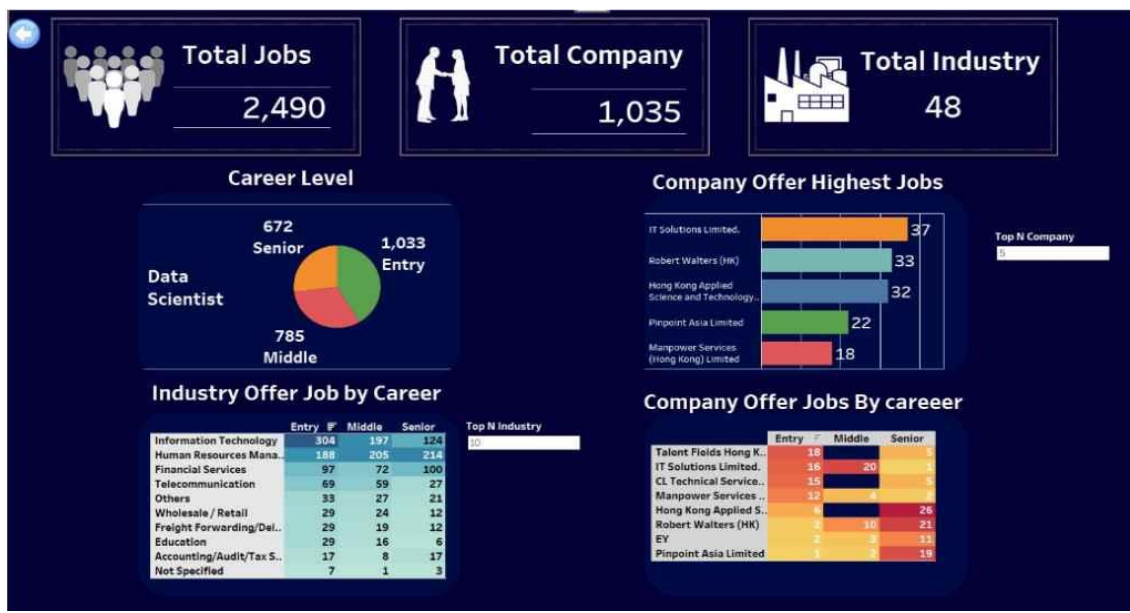 Total Jobs
2,490
Total Company
1,035
Total Industry
48
Career Level
Data
Scientist
672
Senior
1,033
Entry
785
Middle
Company Offer Highest Jobs
IT Solutions Limited. 37
Robert Walters (HK) 33
Hong Kong Applied
Science and Technology.. 32
Pinpoint Asia Limited 22
Manpower Services
(Hong Kong) Limited 18
Top N Company
5
Industry Offer Job by Career
Entry Middle Senior
Information Technology 304 197 124
Human Resources Mana.. 188 205 214
Financial Services 97 72 100
Telecommunication 69 59 27
Others 33 27 21
Wholesale / Retail 29 24 12
Freight Forwarding/Del.. 29 19 12
Education 29 16 6
Accounting/Audit/Tax S.. 17 8 17
Not Specified 7 1 3
Top N Industry
10
Company Offer Jobs By careeer
Entry Middle Senior
Talent Fields Hong K.. 18 5
IT Solutions Limited. 16 20 1
CL Technical Service.. 15 5
Manpower Services .. 12 4 2
Hong Kong Applied S.. 6 26
Robert Walters (HK) 2 10 21
EY 2 3 11
Pinpoint Asia Limited 1 2 19